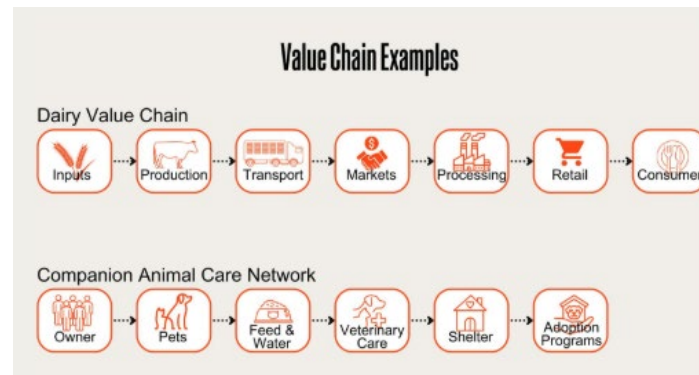 Value Chain Examples
Dairy Value Chain
Inputs
Production
Transport
Markets
Processing
Retail
Consumer
Companion Animal Care Network
Owner
Pets
Feed &
Water
Veterinary
Care
Shelter
Adoption
Programs